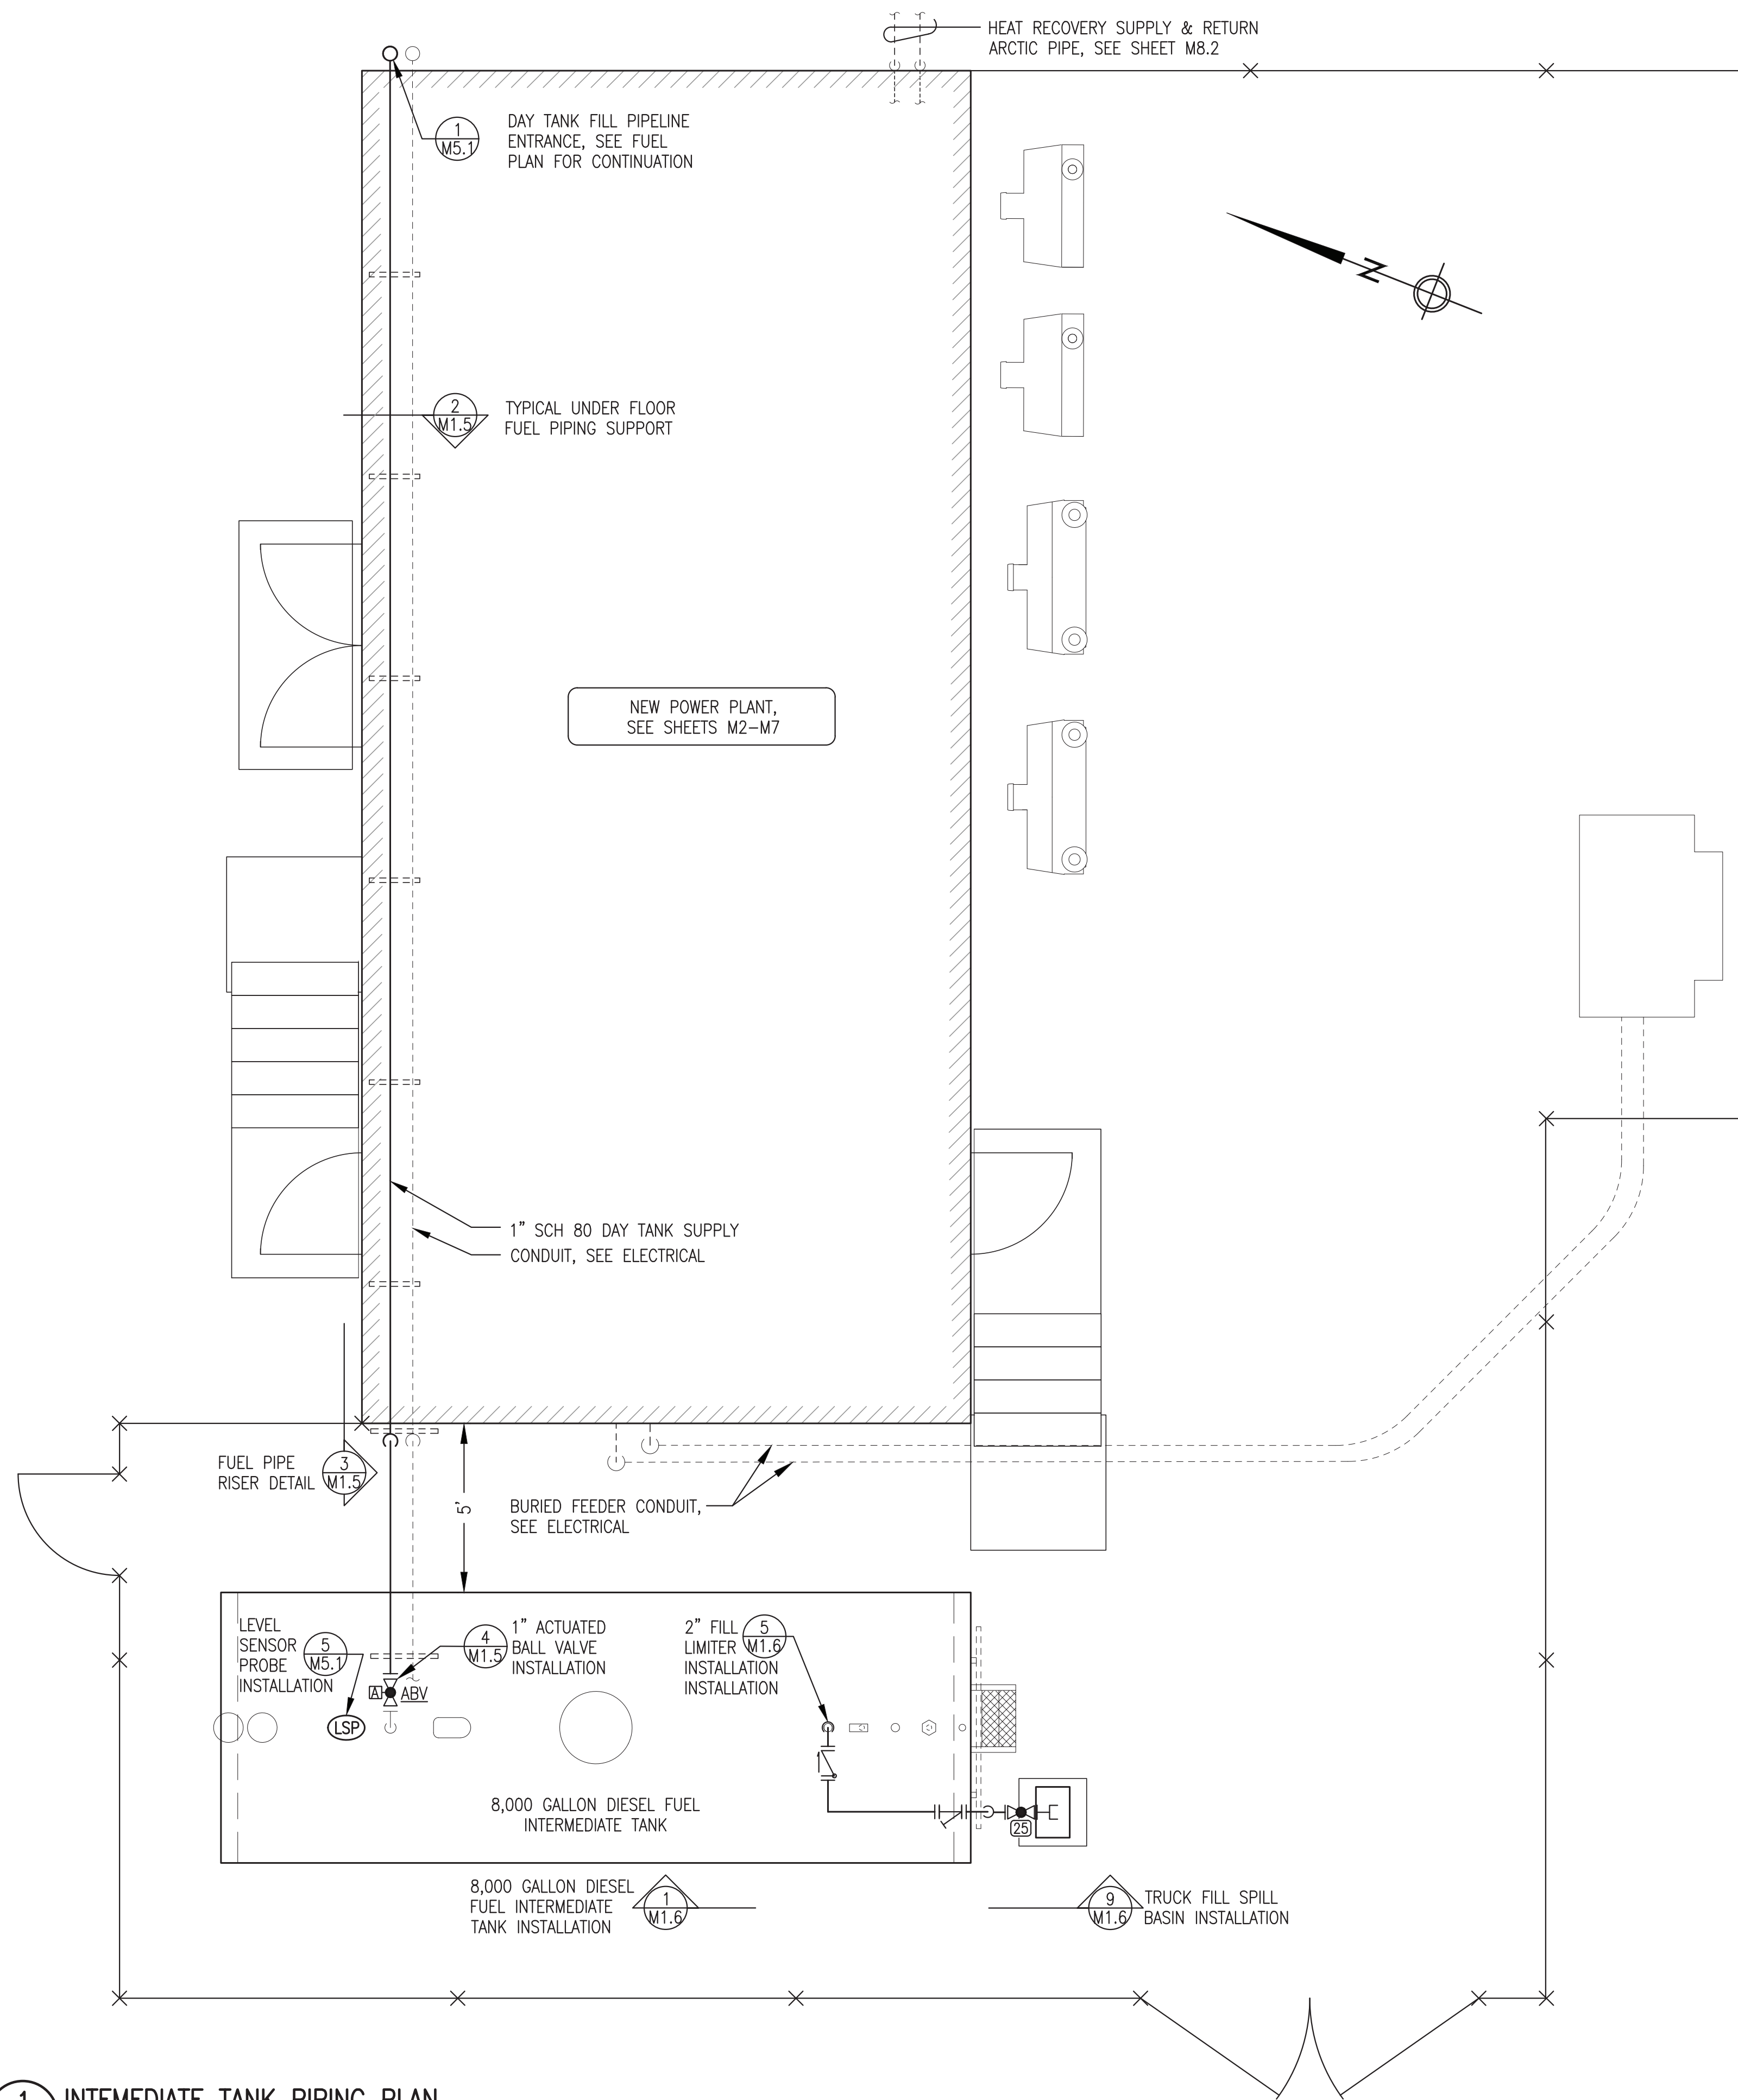 HEAT RECOVERY SUPPLY & RETURN
ARCTIC PIPE, SEE SHEET M8.2
1
M5.1
DAY TANK FILL PIPELINE
ENTRANCE, SEE FUEL
PLAN FOR CONTINUATION
N
2
M1.5
TYPICAL UNDER FLOOR
FUEL PIPING SUPPORT
NEW POWER PLANT,
SEE SHEETS M2-M7
1" SCH 80 DAY TANK SUPPLY
CONDUIT, SEE ELECTRICAL
FUEL PIPE
RISER DETAIL
3
M1.5
5'
BURIED FEEDER CONDUIT,
SEE ELECTRICAL
LEVEL
SENSOR
PROBE
INSTALLATION
5
M5.1
4
M1.5
1" ACTUATED
BALL VALVE
INSTALLATION
2" FILL
LIMITER
INSTALLATION
INSTALLATION
5
M1.6
A
ABV
LSP
8,000 GALLON DIESEL FUEL
INTERMEDIATE TANK
25
8,000 GALLON DIESEL
FUEL INTERMEDIATE
TANK INSTALLATION
1
M1.6
9
M1.6
TRUCK FILL SPILL
BASIN INSTALLATION
1
INTEMEDIATE TANK PIPING PLAN